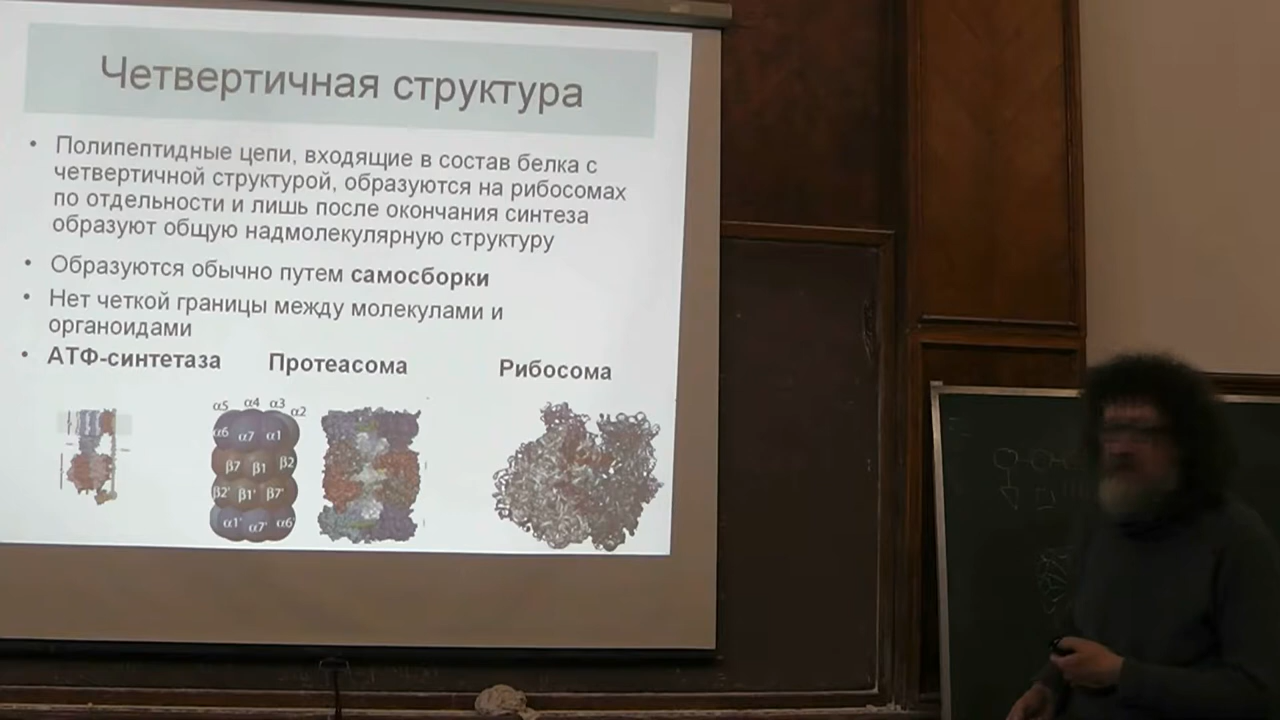 Четвертичная структура
• Полипептидные цепи, входящие в состав белка с
четвертичной структурой, образуются на рибосомах
по отдельности и лишь после окончания синтеза
образуют общую надмолекулярную структуру
• Образуются обычно путем самосборки
• Нет четкой границы между молекулами и
органоидами
• АТФ-синтетаза Протеасома Рибосома
α5 α4 α3 α2
α6 α7 α1
β7 β1 β2
β2' β1' β7'
α1' α7' α6'